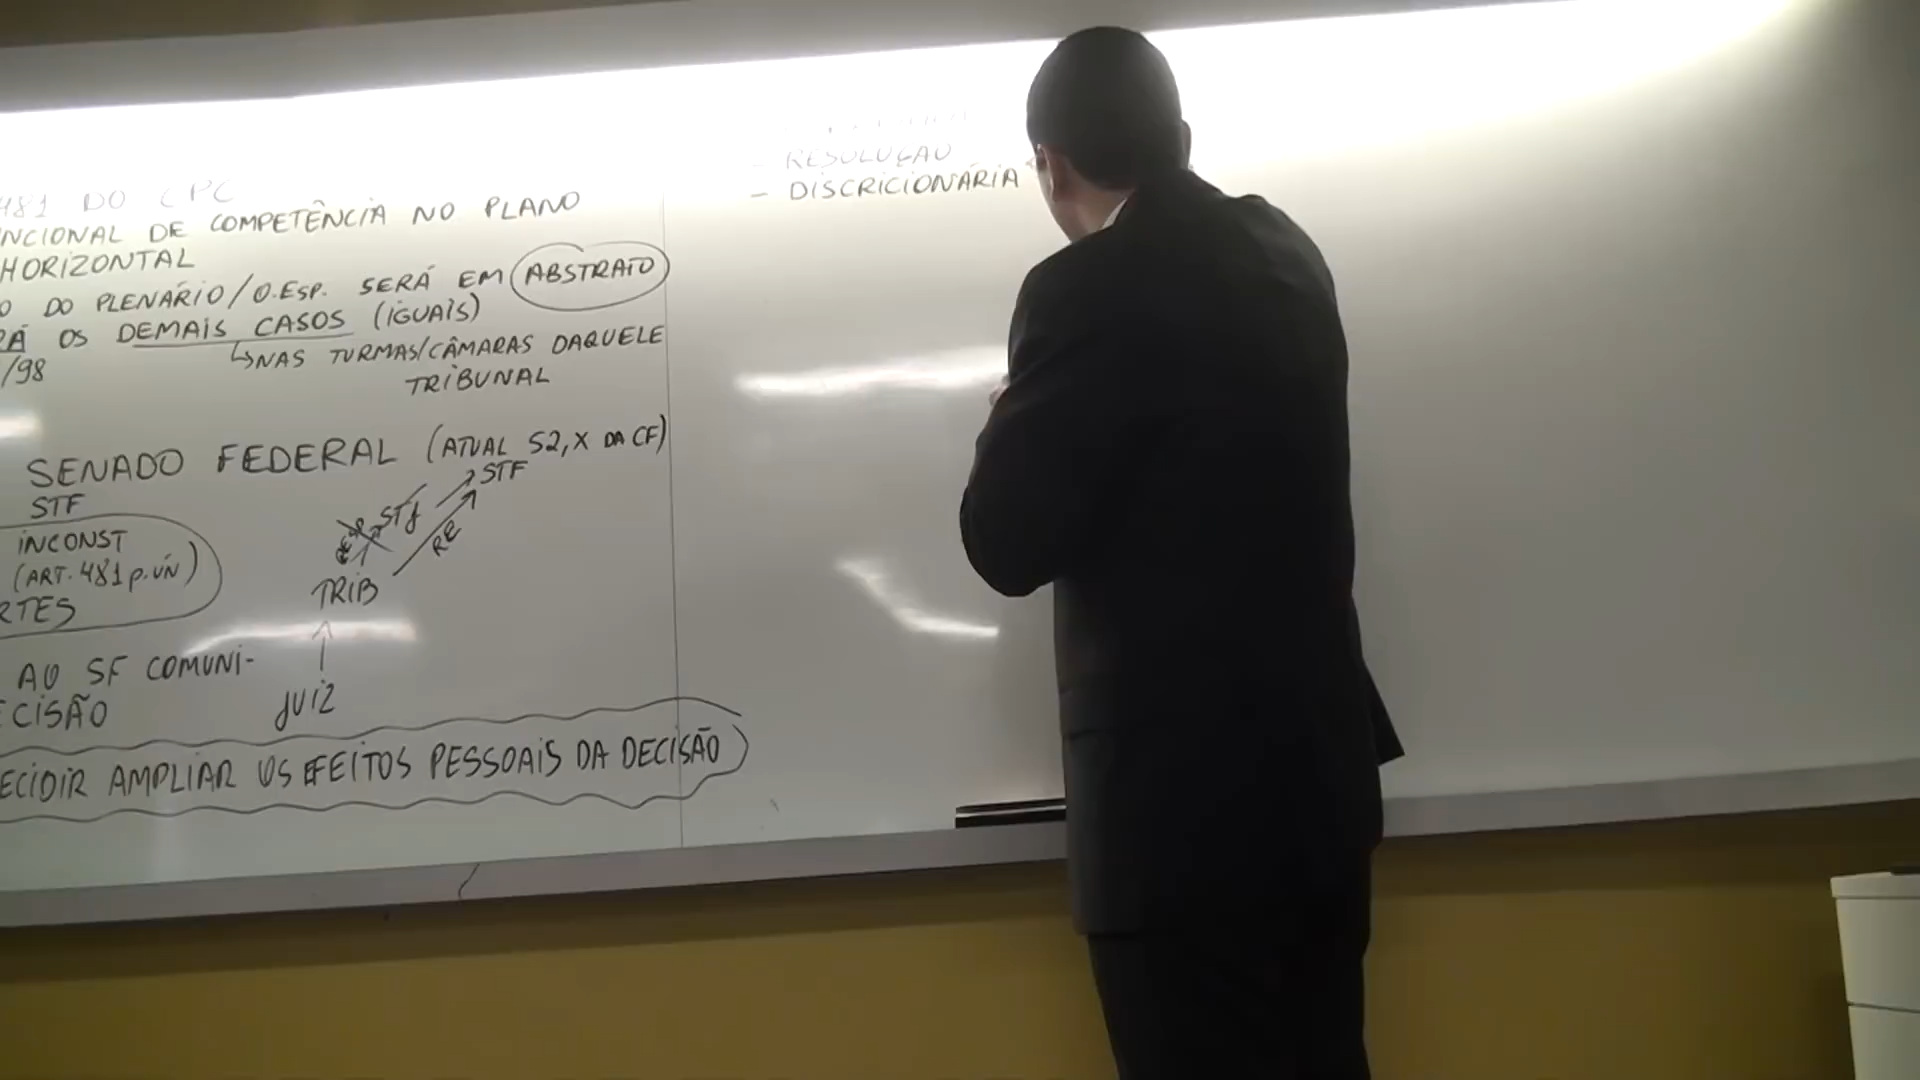 481 DO CPC
NCIONAL DE COMPETÊNCIA NO PLANO
HORIZONTAL
O DO PLENÁRIO/O.ESP. SERÁ EM ABSTRATO
RÁ OS DEMAIS CASOS (IGUAIS)
↳NAS TURMAS/CÂMARAS DAQUELE
/98
TRIBUNAL
SENADO FEDERAL (ATUAL 52, X DA CF)
STF
STF
STJ
INCONST
RE
(ART. 481 p. ÚN)
TRIB
RTES
AO SF COMUNI-
ECISÃO
JUIZ
ECIDIR AMPLIAR OS EFEITOS PESSOAIS DA DECISÃO
- RESOLUÇÃO
- DISCRICIONÁRIA